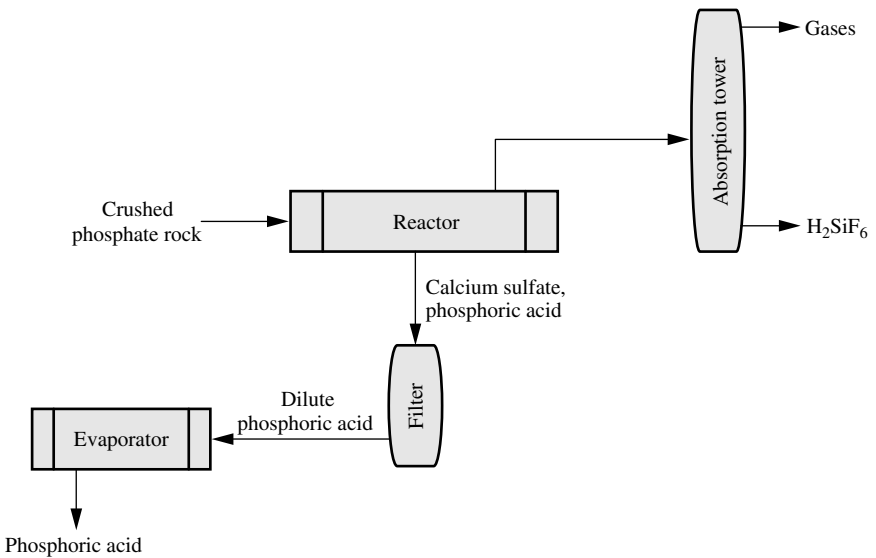 Gases
Absorption tower
Crushed
phosphate rock
Reactor
H₂SiF₆
Calcium sulfate,
phosphoric acid
Filter
Dilute
phosphoric acid
Evaporator
Phosphoric acid